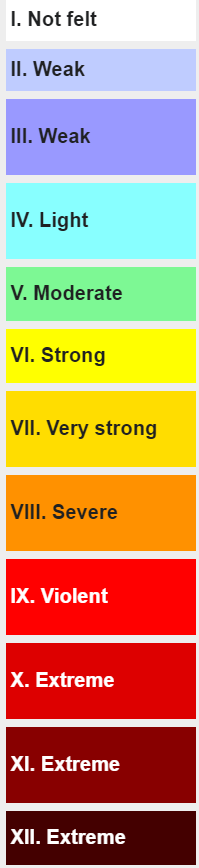 I. Not felt
II. Weak
III. Weak
IV. Light
V. Moderate
VI. Strong
VII. Very strong
VIII. Severe
IX. Violent
X. Extreme
XI. Extreme
XII. Extreme